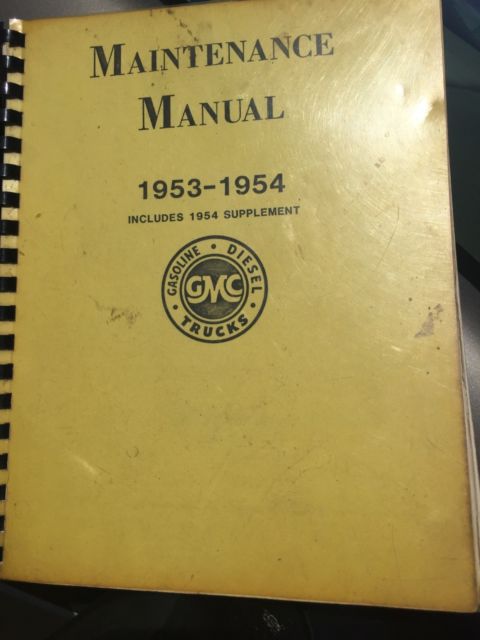 MAINTENANCE
MANUAL
1953-1954
INCLUDES 1954 SUPPLEMENT
GASOLINE • DIESEL •
GMC
• TRUCKS •